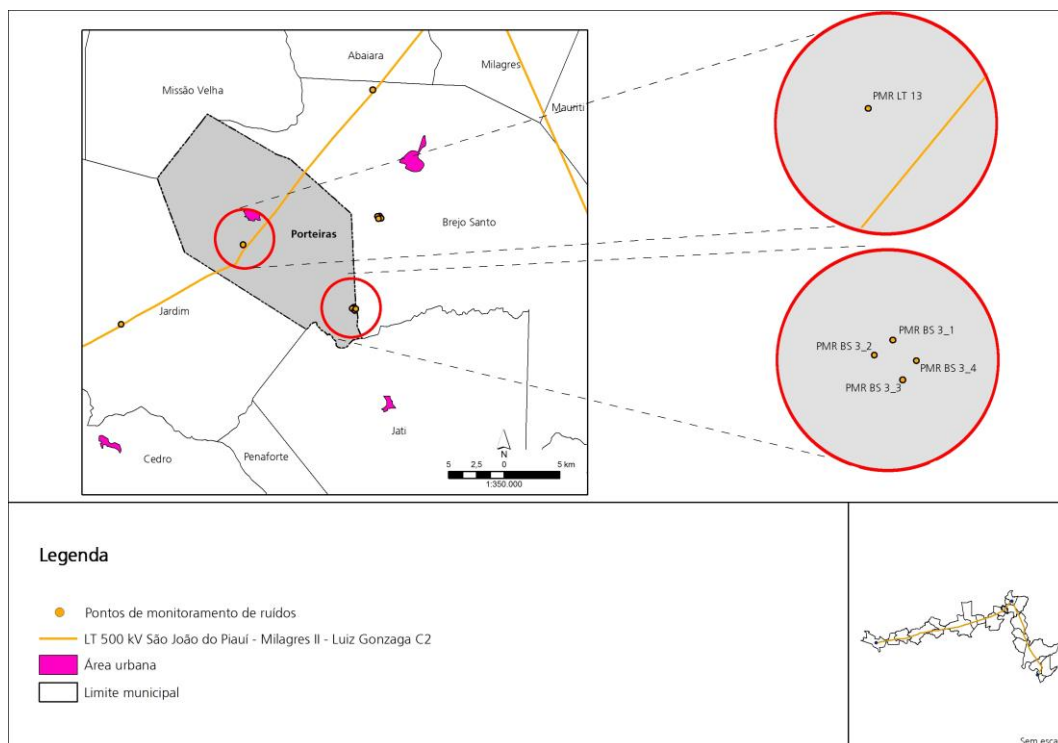 Abaiara
Missão Velha
Milagres
Mauriti
Porteiras
Brejo Santo
Jardim
Jati
Cedro
Penaforte
N
5 2,5 0 5 km
1:350.000
PMR LT 13
PMR BS 3_1
PMR BS 3_2
PMR BS 3_4
PMR BS 3_3
Legenda
Pontos de monitoramento de ruídos
LT 500 kV São João do Piauí - Milagres II - Luiz Gonzaga C2
Área urbana
Limite municipal
Sem esca